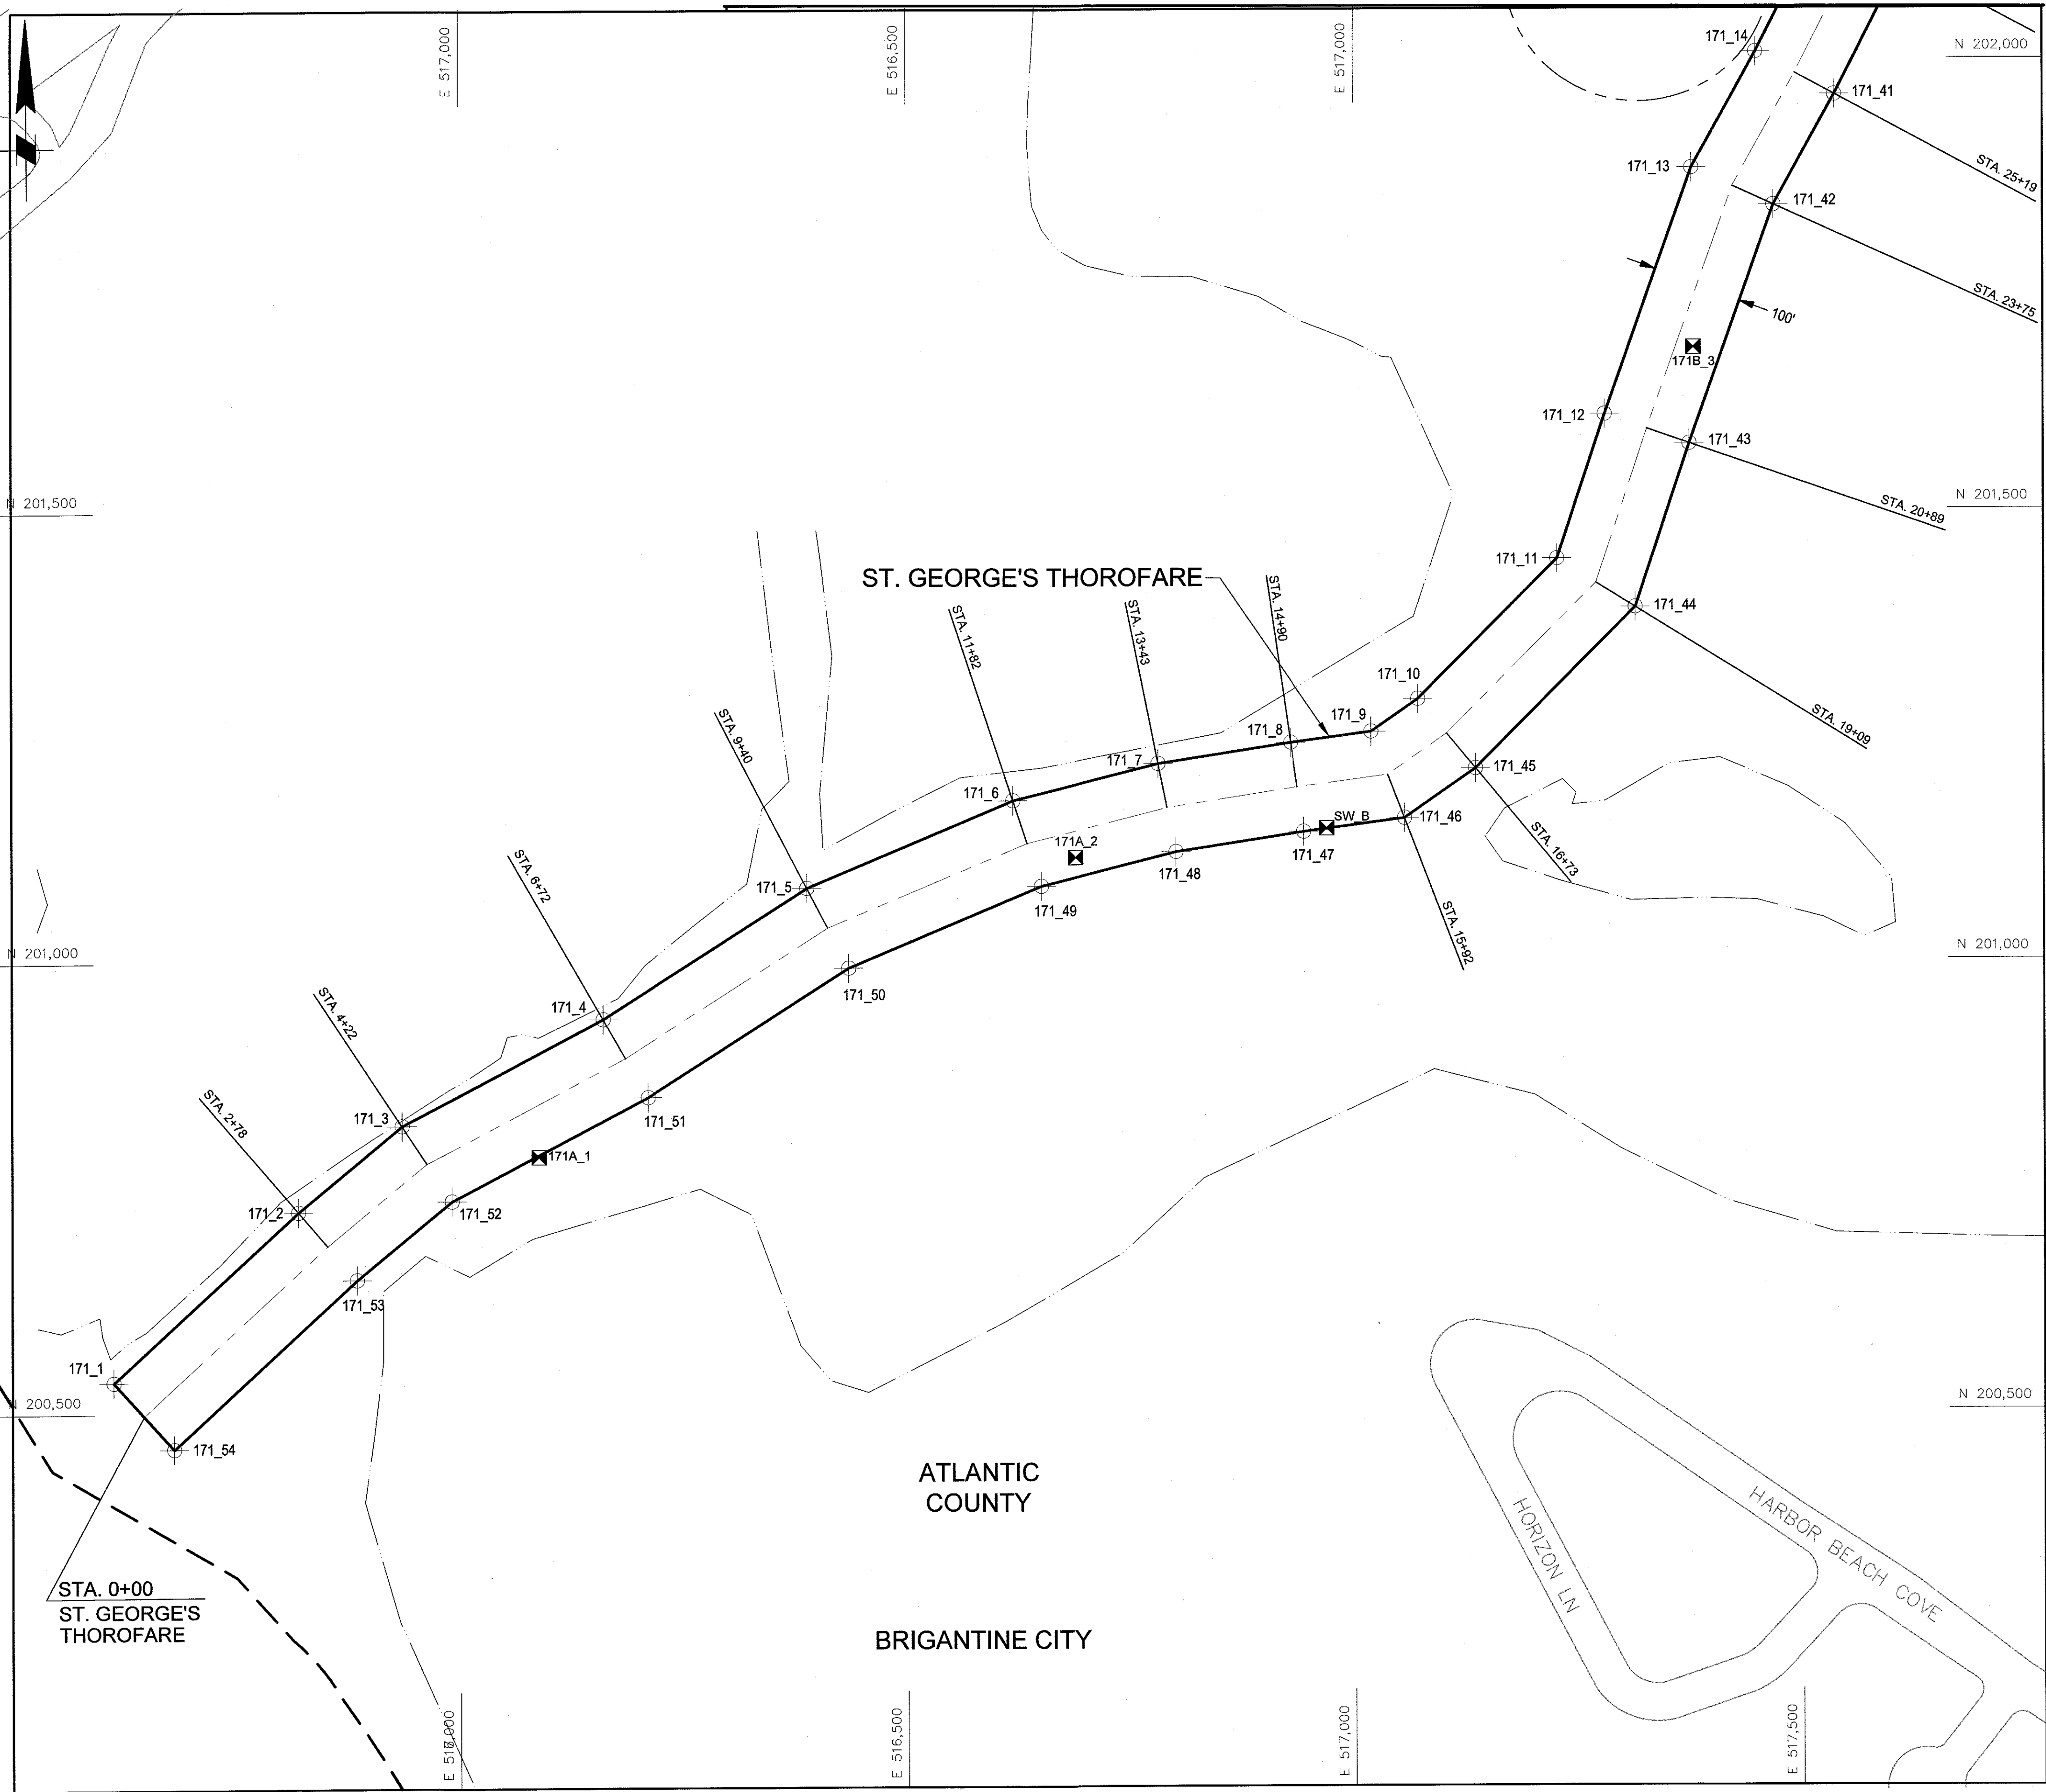 E 517,000
E 516,500
E 517,000
N 202,000
171_14
171_41
171_13
STA. 25+19
171_42
STA. 23+75
100'
171B_3
171_12
171_43
N 201,500
N 201,500
STA. 20+89
171_11
ST. GEORGE'S THOROFARE
STA. 14+90
STA. 13+43
STA. 11+82
171_44
171_10
STA. 19+09
STA. 9+40
171_9
171_8
171_7
171_45
171_6
SW_B
171_46
171A_2
171_47
STA. 16+73
171_48
STA. 6+72
171_5
171_49
STA. 15+92
N 201,000
N 201,000
171_50
STA. 4+22
171_4
STA. 2+78
171_3
171_51
171A_1
171_2
171_52
171_53
171_1
N 200,500
N 200,500
171_54
ATLANTIC
COUNTY
HARBOR BEACH COVE
HORIZON LN
STA. 0+00
ST. GEORGE'S
THOROFARE
BRIGANTINE CITY
E 516,500
E 517,000
E 517,500